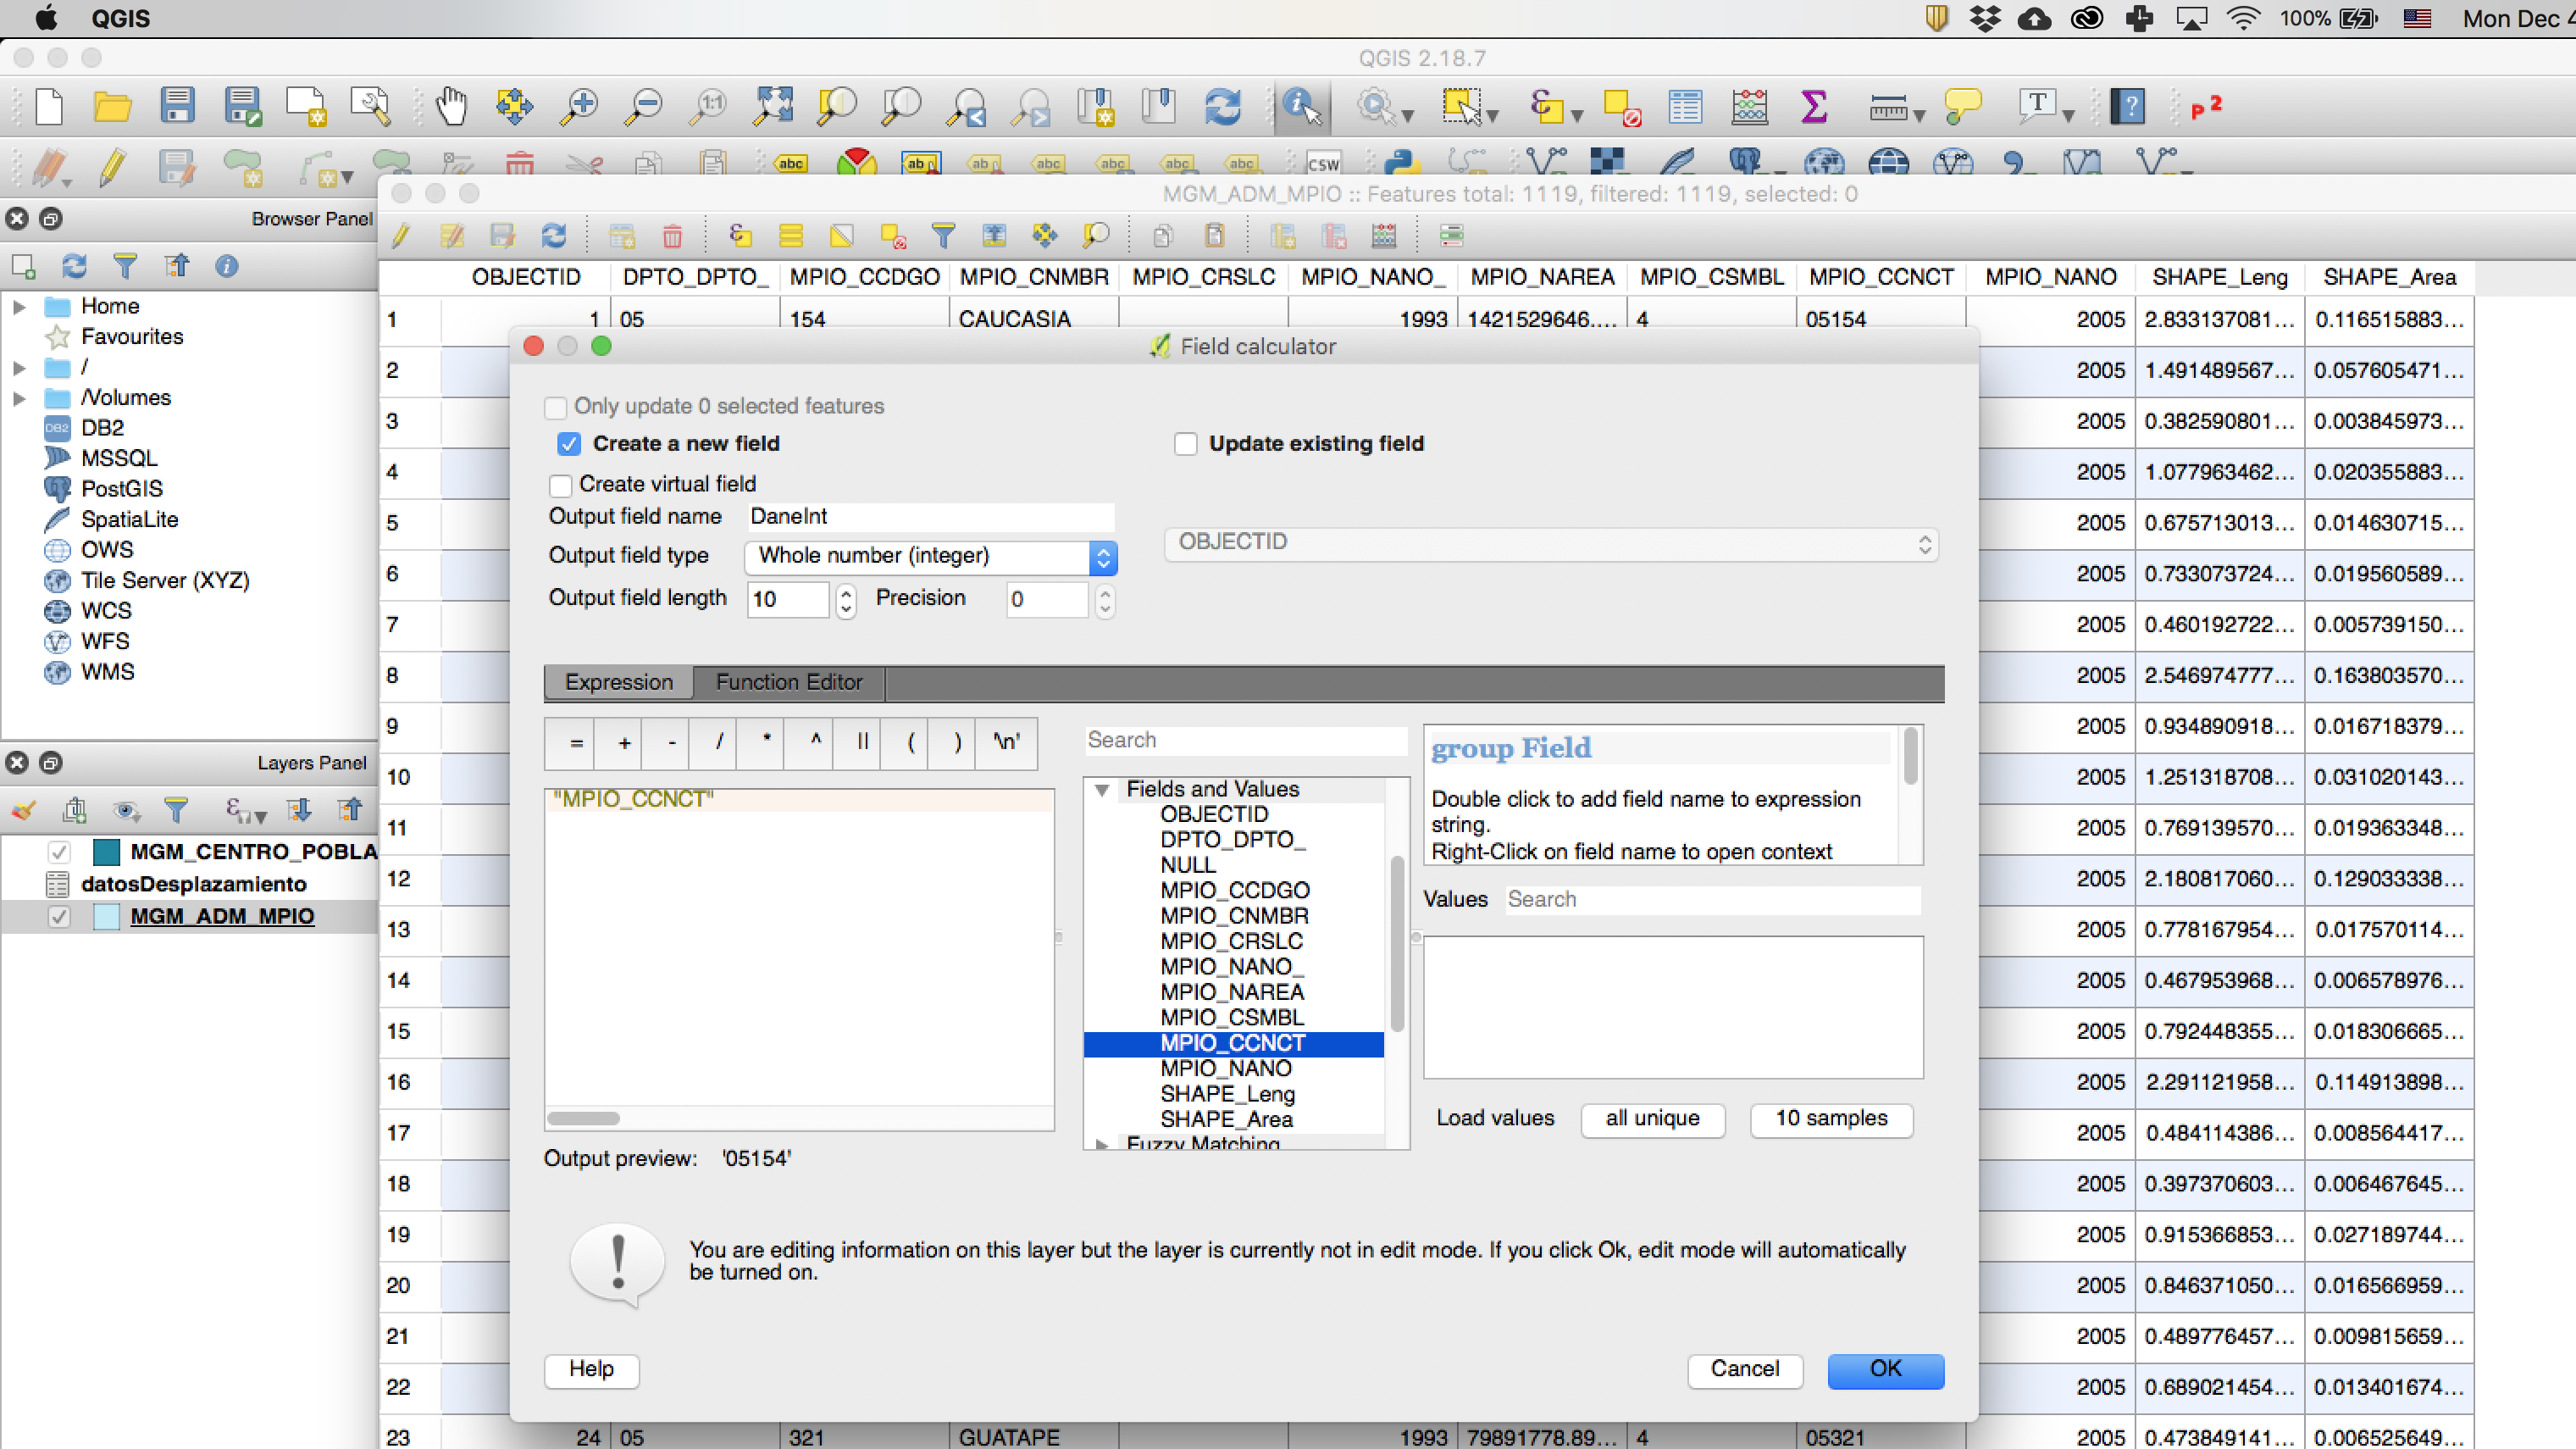 QGIS 100% Mon Dec 4
QGIS 2.18.7
1:1 ε Σ T ? P 2
abc ab ab abc abc abc abc CSW
Browser Panel
MGM_ADM_MPIO :: Features total: 1119, filtered: 1119, selected: 0
OBJECTID DPTO_DPTO_ MPIO_CCDGO MPIO_CNMBR MPIO_CRSLC MPIO_NANO_ MPIO_NAREA MPIO_CSMBL MPIO_CCNCT MPIO_NANO SHAPE_Leng SHAPE_Area
1 1 05 154 CAUCASIA 1993 1421529646.... 4 05154 2005 2.833137081... 0.116515883...
2 2005 1.491489567... 0.057605471...
3 2005 0.382590801... 0.003845973...
4 2005 1.077963462... 0.020355883...
5 2005 0.675713013... 0.014630715...
6 2005 0.733073724... 0.019560589...
7 2005 0.460192722... 0.005739150...
8 2005 2.546974777... 0.163803570...
9 2005 0.934890918... 0.016718379...
10 2005 1.251318708... 0.031020143...
11 2005 0.769139570... 0.019363348...
12 2005 2.180817060... 0.129033338...
13 2005 0.778167954... 0.017570114...
14 2005 0.467953968... 0.006578976...
15 2005 0.792448355... 0.018306665...
16 2005 2.291121958... 0.114913898...
17 2005 0.484114386... 0.008564417...
18 2005 0.397370603... 0.006467645...
19 2005 0.915366853... 0.027189744...
20 2005 0.846371050... 0.016566959...
21 2005 0.489776457... 0.009815659...
22 2005 0.689021454... 0.013401674...
23 24 05 321 GUATAPE 1993 79891778.89... 4 05321 2005 0.473849141... 0.006525649...
Home
Favourites
/
/Volumes
DB2 DB2
MSSQL
PostGIS
SpatiaLite
OWS
Tile Server (XYZ)
WCS
WFS
WMS
Layers Panel
MGM_CENTRO_POBLA
datosDesplazamiento
MGM_ADM_MPIO
Field calculator
Only update 0 selected features
Create a new field
Update existing field
Create virtual field
Output field name DaneInt
Output field type Whole number (integer)
OBJECTID
Output field length 10 Precision 0
Expression Function Editor
= + - / * ^ || ( ) '\n'
"MPIO_CCNCT"
Output preview: '05154'
Search
Fields and Values
OBJECTID
DPTO_DPTO_
NULL
MPIO_CCDGO
MPIO_CNMBR
MPIO_CRSLC
MPIO_NANO_
MPIO_NAREA
MPIO_CSMBL
MPIO_CCNCT
MPIO_NANO
SHAPE_Leng
SHAPE_Area
Fuzzy Matching
group Field
Double click to add field name to expression
string.
Right-Click on field name to open context
Values Search
Load values all unique 10 samples
You are editing information on this layer but the layer is currently not in edit mode. If you click Ok, edit mode will automatically
be turned on.
Help Cancel OK